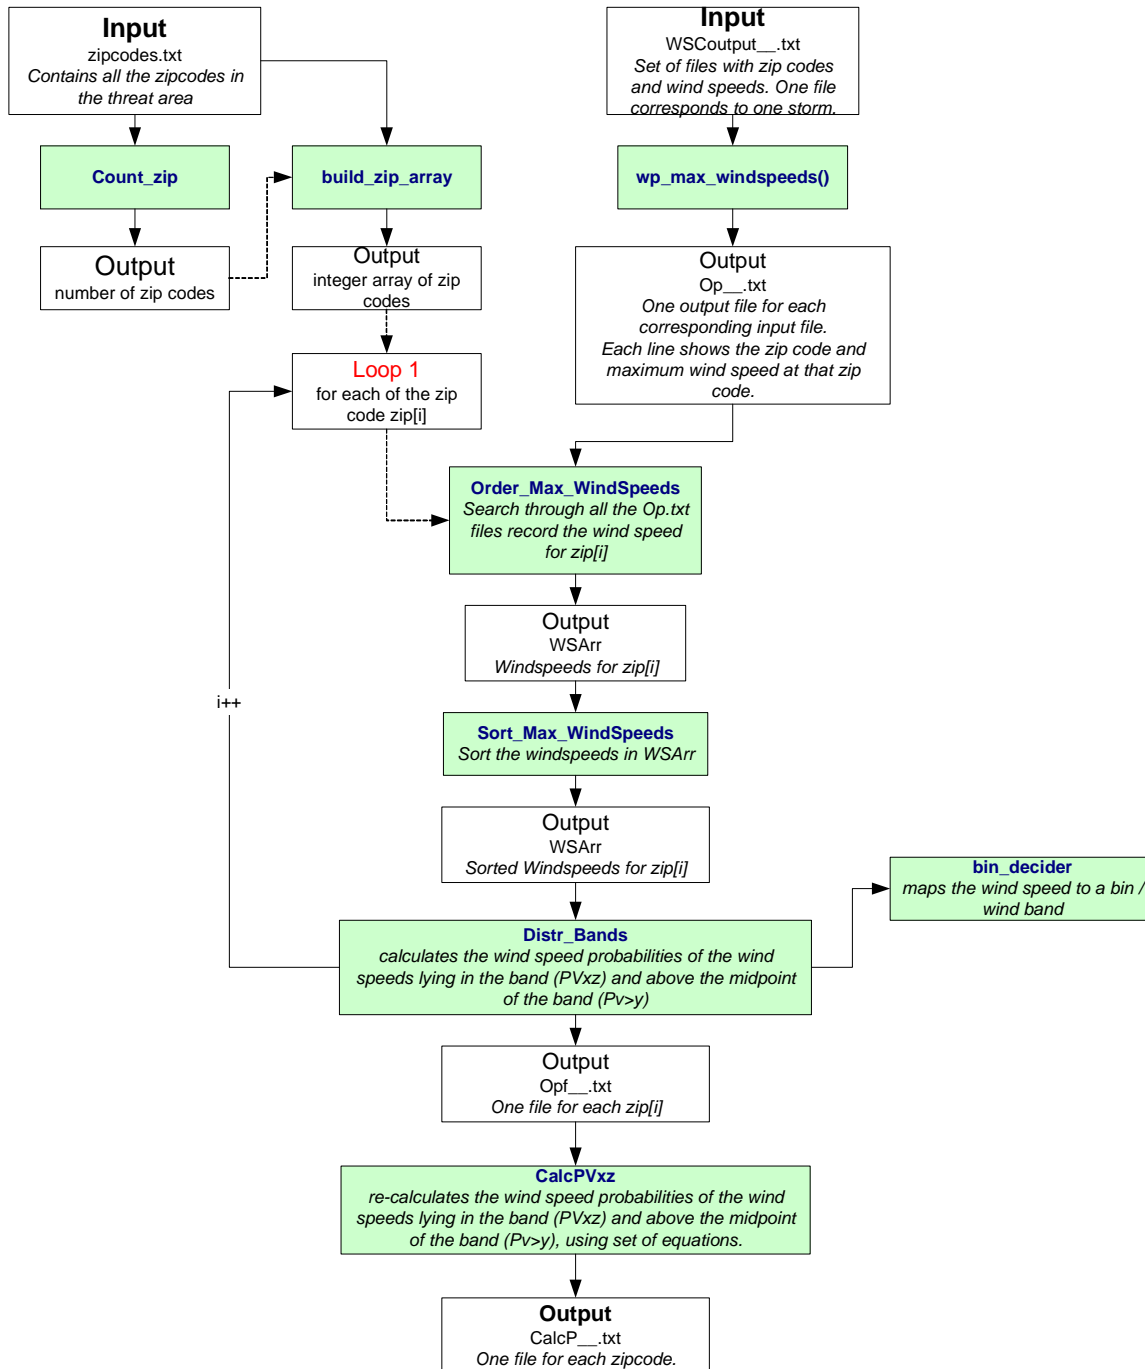 Input
zipcodes.txt
Contains all the zipcodes in
the threat area
Input
WSCoutput__.txt
Set of files with zip codes
and wind speeds. One file
corresponds to one storm.
Count_zip
build_zip_array
wp_max_windspeeds()
Output
number of zip codes
Output
integer array of zip
codes
Output
Op__.txt
One output file for each
corresponding input file.
Each line shows the zip code and
maximum wind speed at that zip
code.
Loop 1
for each of the zip
code zip[i]
Order_Max_WindSpeeds
Search through all the Op.txt
files record the wind speed
for zip[i]
Output
WSArr
Windspeeds for zip[i]
i++
Sort_Max_WindSpeeds
Sort the windspeeds in WSArr
Output
WSArr
Sorted Windspeeds for zip[i]
bin_decider
maps the wind speed to a bin /
wind band
Distr_Bands
calculates the wind speed probabilities of the wind
speeds lying in the band (PVxz) and above the midpoint
of the band (Pv>y)
Output
Opf__.txt
One file for each zip[i]
CalcPVxz
re-calculates the wind speed probabilities of the wind
speeds lying in the band (PVxz) and above the midpoint
of the band (Pv>y), using set of equations.
Output
CalcP__.txt
One file for each zipcode.